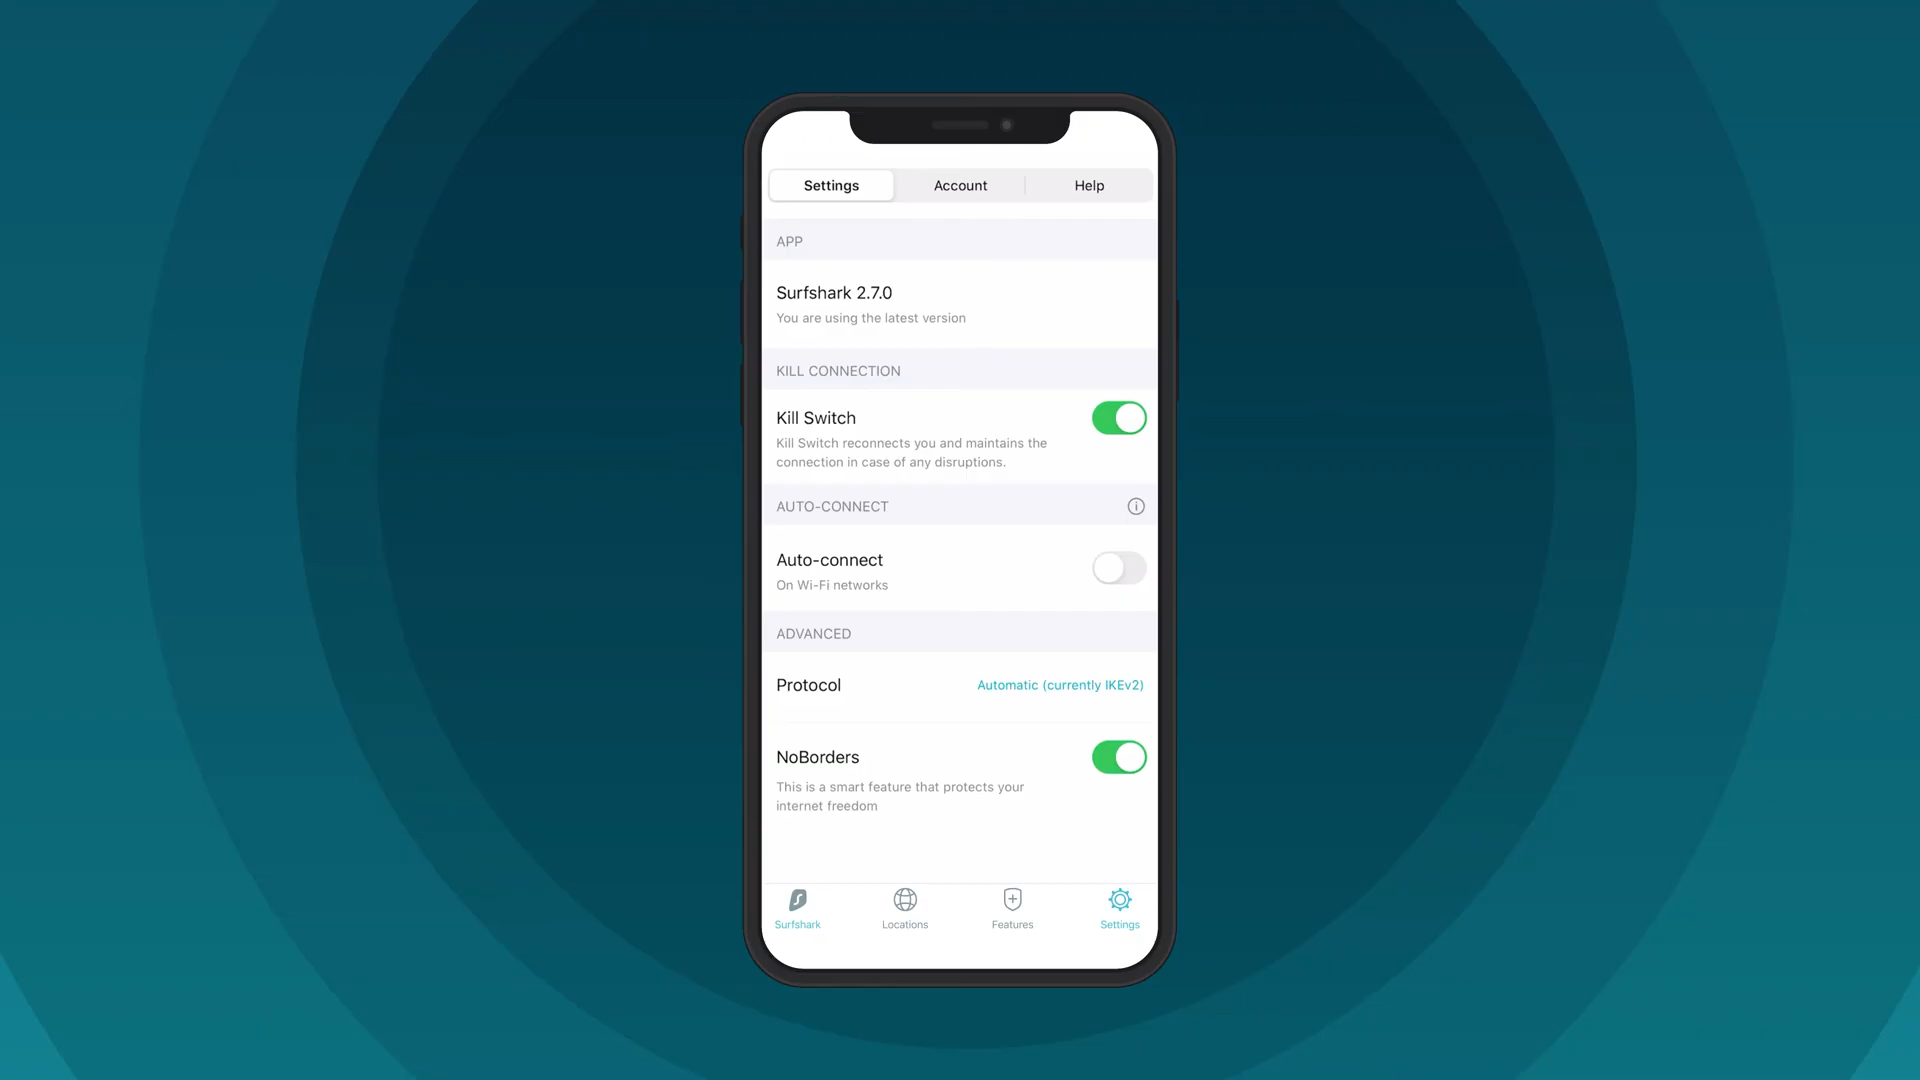 Settings
Account
Help
APP
Surfshark 2.7.0
You are using the latest version
KILL CONNECTION
Kill Switch
Kill Switch reconnects you and maintains the
connection in case of any disruptions.
AUTO-CONNECT
Auto-connect
On Wi-Fi networks
ADVANCED
Protocol
Automatic (currently IKEv2)
NoBorders
This is a smart feature that protects your
internet freedom
Surfshark
Locations
Features
Settings